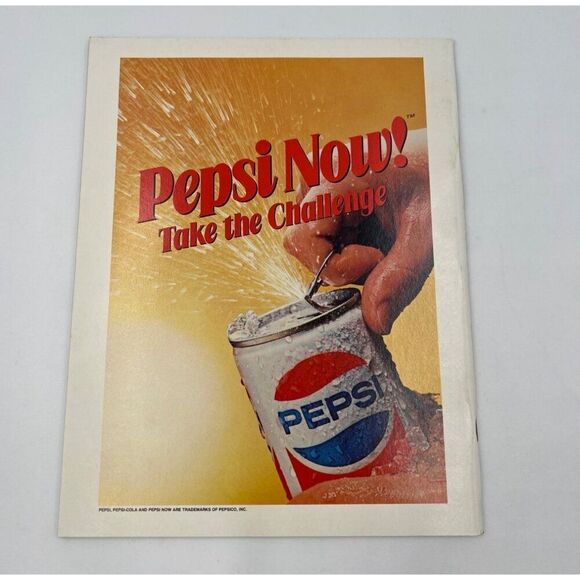 Pepsi Now!™
Take the Challenge
PEPSI
PEPSI, PEPSI-COLA AND PEPSI NOW ARE TRADEMARKS OF PEPSICO, INC.